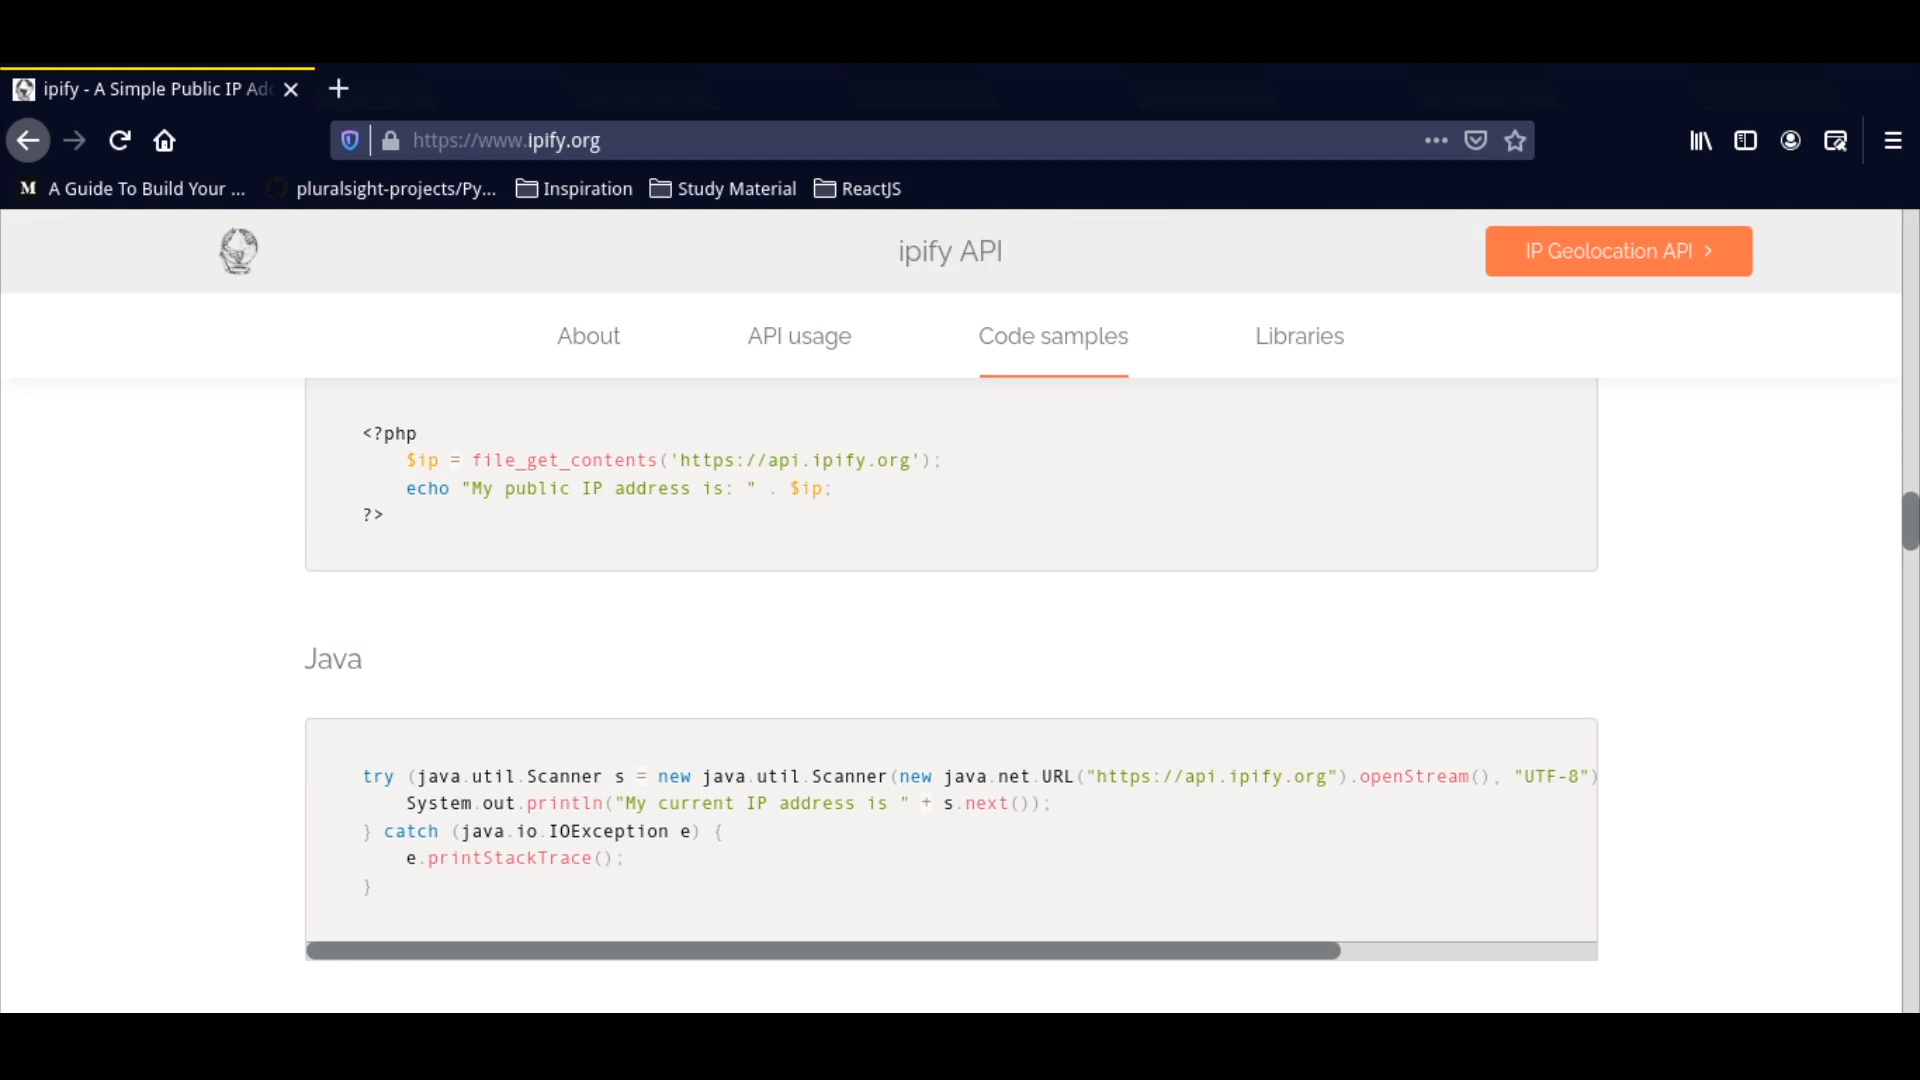 ipify - A Simple Public IP Ad
https://www.ipify.org
M A Guide To Build Your ... pluralsight-projects/Py... Inspiration Study Material ReactJS
ipify API
IP Geolocation API >
About API usage Code samples Libraries
<?php
$ip = file_get_contents('https://api.ipify.org');
echo "My public IP address is: " . $ip;
?>
Java
try (java.util.Scanner s = new java.util.Scanner(new java.net.URL("https://api.ipify.org").openStream(), "UTF-8")
System.out.println("My current IP address is " + s.next());
} catch (java.io.IOException e) {
e.printStackTrace();
}